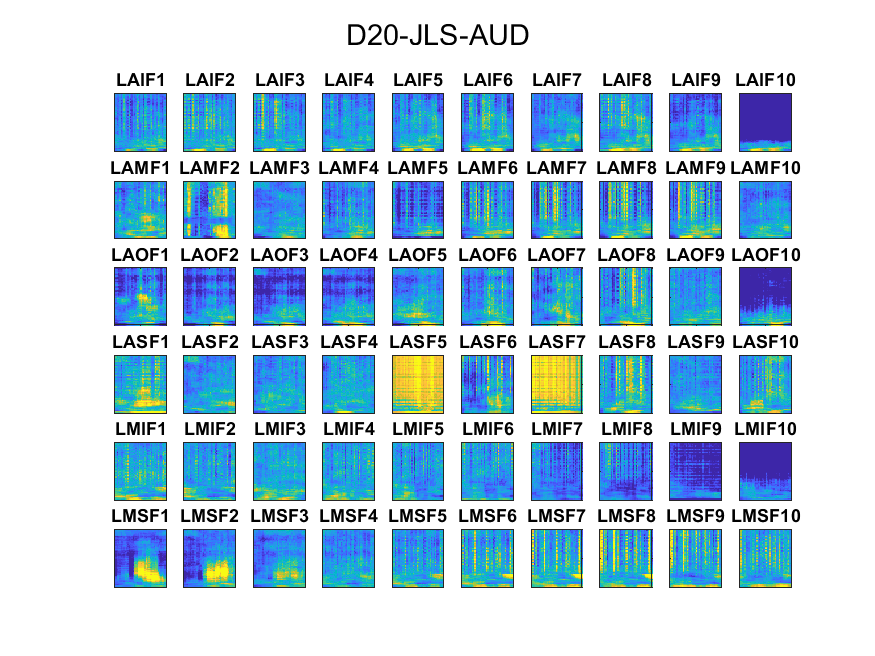 D20-JLS-AUD
LAIF1 LAIF2 LAIF3 LAIF4 LAIF5 LAIF6 LAIF7 LAIF8 LAIF9 LAIF10
LAMF1 LAMF2 LAMF3 LAMF4 LAMF5 LAMF6 LAMF7 LAMF8 LAMF9 LAMF10
LAOF1 LAOF2 LAOF3 LAOF4 LAOF5 LAOF6 LAOF7 LAOF8 LAOF9 LAOF10
LASF1 LASF2 LASF3 LASF4 LASF5 LASF6 LASF7 LASF8 LASF9 LASF10
LMIF1 LMIF2 LMIF3 LMIF4 LMIF5 LMIF6 LMIF7 LMIF8 LMIF9 LMIF10
LMSF1 LMSF2 LMSF3 LMSF4 LMSF5 LMSF6 LMSF7 LMSF8 LMSF9 LMSF10